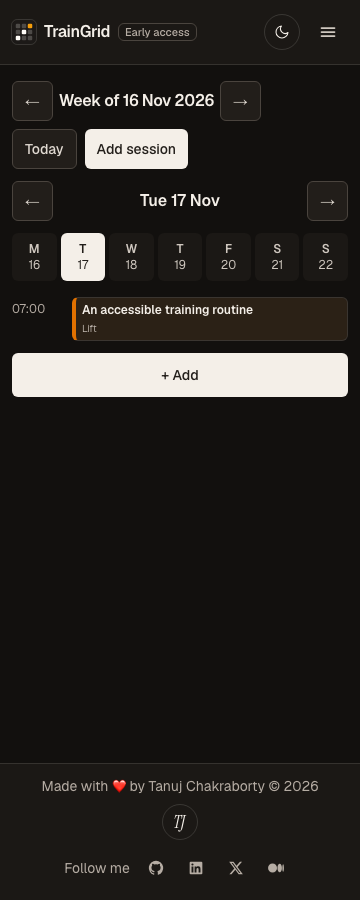 TrainGrid Early access
← Week of 16 Nov 2026 →
Today Add session
← Tue 17 Nov →
M T W T F S S
16 17 18 19 20 21 22
07:00 An accessible training routine
Lift
+ Add
Made with ❤️ by Tanuj Chakraborty © 2026
TJ
Follow me